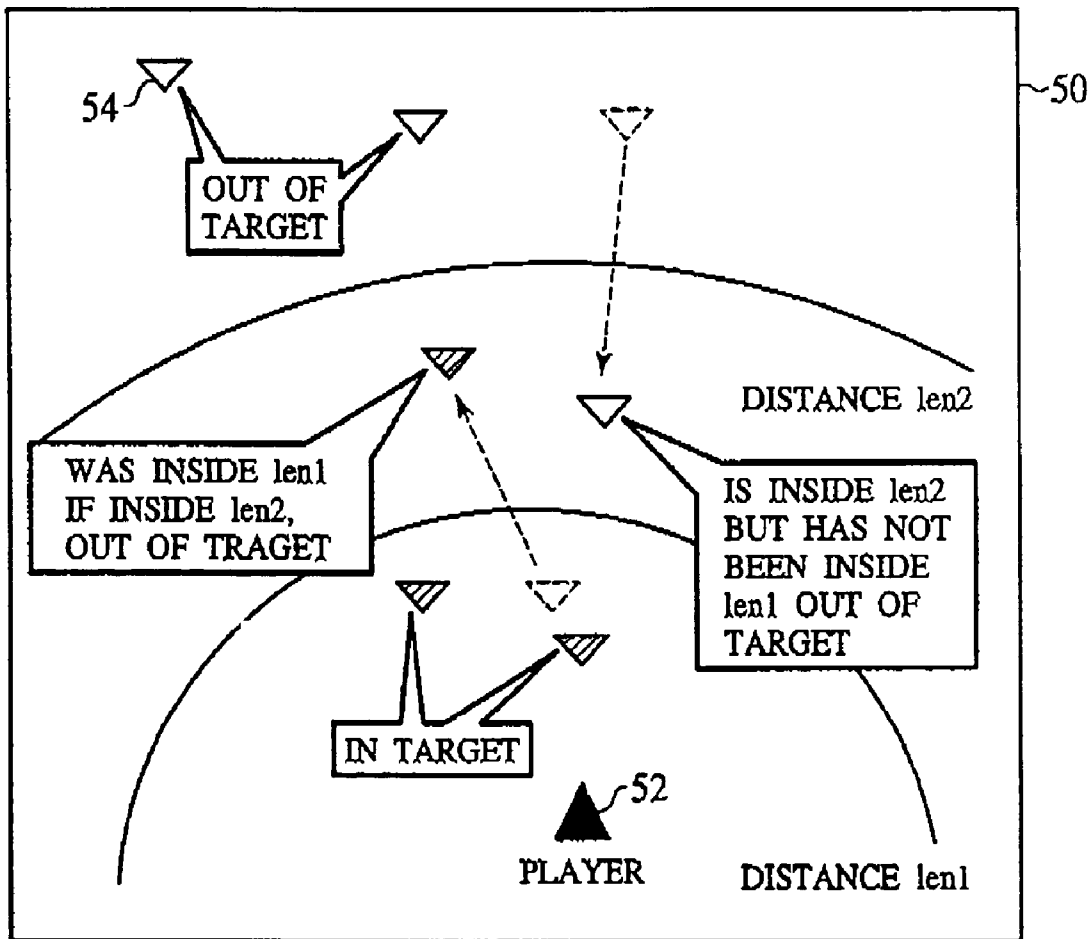 54
50
OUT OF
TARGET
DISTANCE len2
WAS INSIDE len1
IF INSIDE len2,
OUT OF TRAGET
IS INSIDE len2
BUT HAS NOT
BEEN INSIDE
len1 OUT OF
TARGET
IN TARGET
52
PLAYER
DISTANCE len1